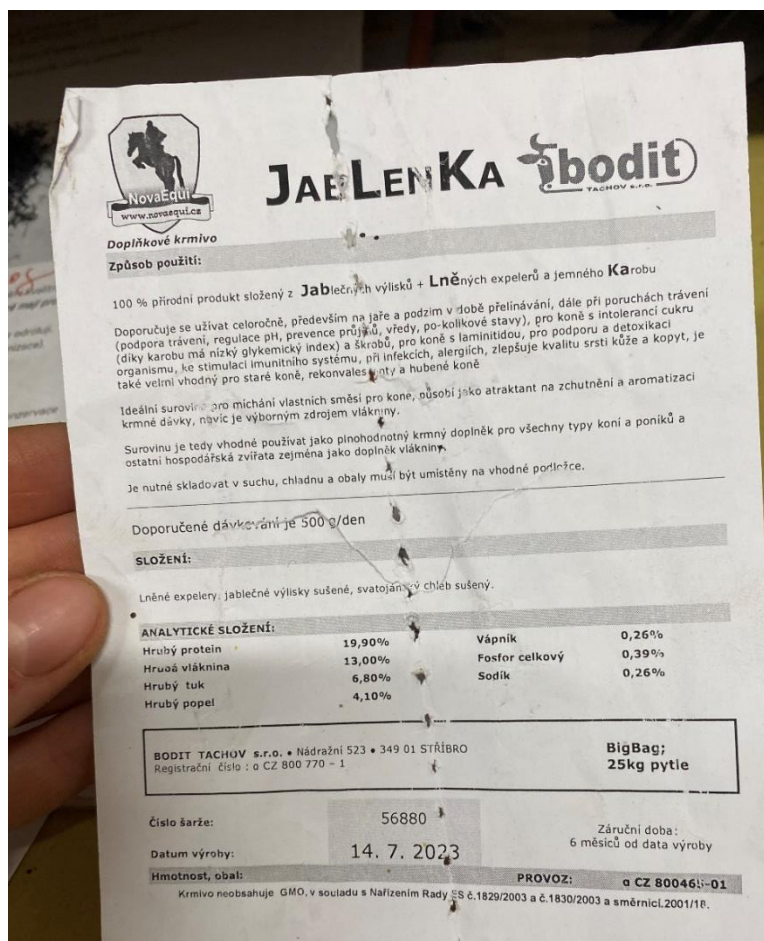 NovaEqui
www.novaequi.cz
JABLENKA
bodit
TACHOV s.r.o.
Doplňkové krmivo
Způsob použití:
100 % přírodní produkt složený z Jablečných výlisků + Lněných expelerů a jemného Karobu
Doporučuje se užívat celoročně, především na jaře a podzim v době přelínávání, dále při poruchách trávení
(podpora trávení, regulace pH, prevence průjmů, vředy, po-kolikové stavy), pro koně s intolerancí cukru
(díky karobu má nízký glykemický index) a škrobů, pro koně s laminitidou, pro podporu a detoxikaci
organismu, ke stimulaci imunitního systému, při infekcích, alergiích, zlepšuje kvalitu srsti kůže a kopyt, je
také velmi vhodný pro staré koně, rekonvalescenty a hubené koně
Ideální surovina pro míchání vlastních směsí pro kone, působí jako atraktant na zchutnění a aromatizaci
krmné dávky, navíc je výborným zdrojem vlákniny.
Surovinu je tedy vhodné používat jako plnohodnotný krmný doplněk pro všechny typy koní a poníků a
ostatní hospodářská zvířata zejména jako doplněk vlákniny.
Je nutné skladovat v suchu, chladnu a obaly musí být umístěny na vhodné podložce.
Doporučené dávkování je 500 g/den
SLOŽENÍ:
Lněné expelery, jablečné výlisky sušené, svatojánský chleb sušený.
ANALYTICKÉ SLOŽENÍ:
Hrubý protein 19,90% Vápník 0,26%
Hrubá vláknina 13,00% Fosfor celkový 0,39%
Hrubý tuk 6,80% Sodík 0,26%
Hrubý popel 4,10%
BODIT TACHOV s.r.o. • Nádražní 523 • 349 01 STŘÍBRO BigBag;
Registrační číslo : α CZ 800 770 - 1 25kg pytle
Číslo šarže: 56880 Záruční doba:
Datum výroby: 14. 7. 2023 6 měsíců od data výroby
Hmotnost, obal: PROVOZ: α CZ
Krmivo neobsahuje GMO, v souladu s Nařízením Rady ES č.1829/2003 a č.1830/2003 a směrnicí.2001/18.